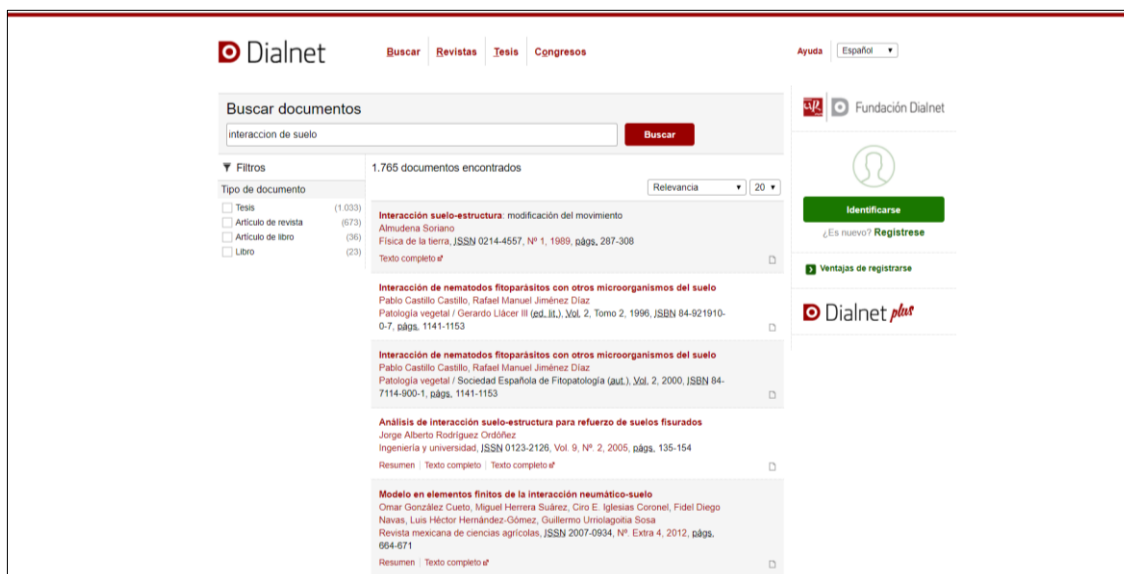 Dialnet
Buscar
Revistas
Tesis
Congresos
Ayuda
Español
Buscar documentos
interaccion de suelo
Buscar
Filtros
Tipo de documento
Tesis (1.033)
Artículo de revista (673)
Artículo de libro (36)
Libro (23)
1.765 documentos encontrados
Relevancia
20
Interacción suelo-estructura: modificación del movimiento
Almudena Soriano
Física de la tierra, ISSN 0214-4557, Nº 1, 1989, págs. 287-308
Texto completo
Interacción de nematodos fitoparásitos con otros microorganismos del suelo
Pablo Castillo Castillo, Rafael Manuel Jiménez Díaz
Patología vegetal / Gerardo Llácer III (ed. lit.), Vol. 2, Tomo 2, 1996, ISBN 84-921910-
0-7, págs. 1141-1153
Interacción de nematodos fitoparásitos con otros microorganismos del suelo
Pablo Castillo Castillo, Rafael Manuel Jiménez Díaz
Patología vegetal / Sociedad Española de Fitopatología (aut.), Vol. 2, 2000, ISBN 84-
7114-900-1, págs. 1141-1153
Análisis de interacción suelo-estructura para refuerzo de suelos fisurados
Jorge Alberto Rodríguez Ordóñez
Ingeniería y universidad, ISSN 0123-2126, Vol. 9, Nº. 2, 2005, págs. 135-154
Resumen | Texto completo | Texto completo
Modelo en elementos finitos de la interacción neumático-suelo
Omar González Cueto, Miguel Herrera Suárez, Ciro E. Iglesias Coronel, Fidel Diego
Navas, Luis Héctor Hernández-Gómez, Guillermo Urriolagoitia Sosa
Revista mexicana de ciencias agrícolas, ISSN 2007-0934, Nº. Extra 4, 2012, págs.
664-671
Resumen | Texto completo
Fundación Dialnet
Identificarse
¿Es nuevo? Regístrese
Ventajas de registrarse
Dialnet plus